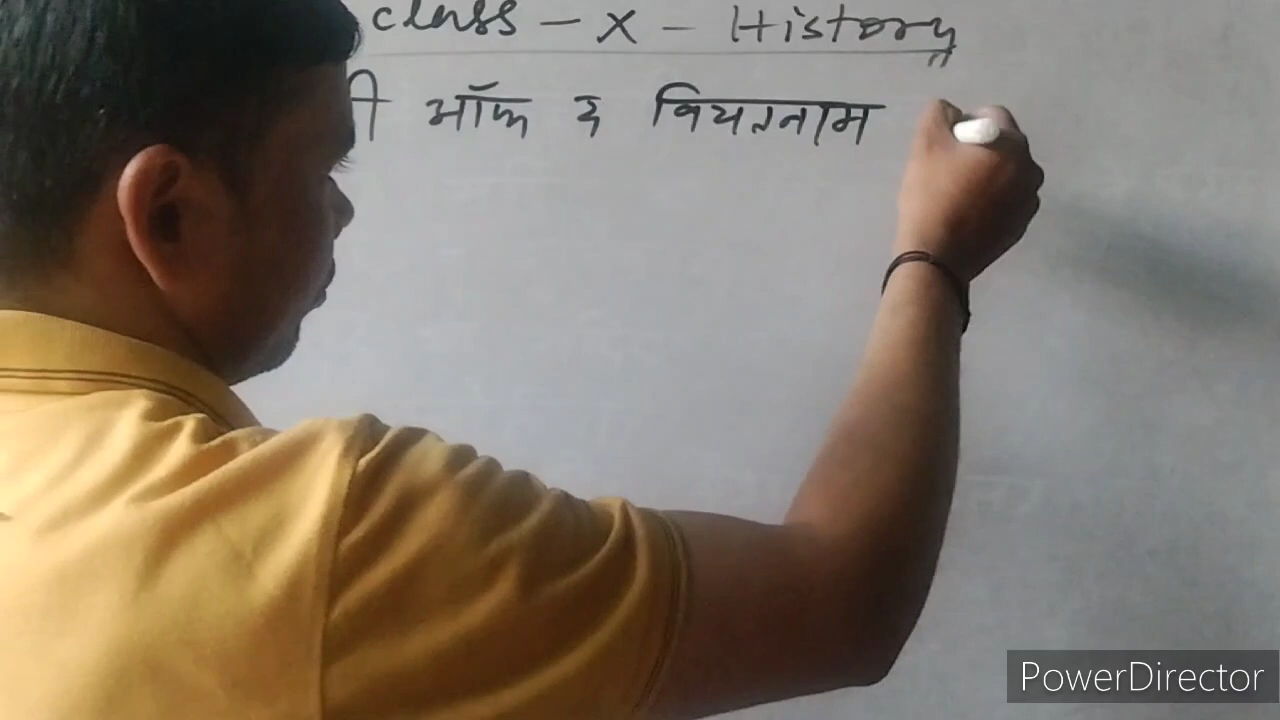 class - X - History
ऑफ द वियतनाम
PowerDirector